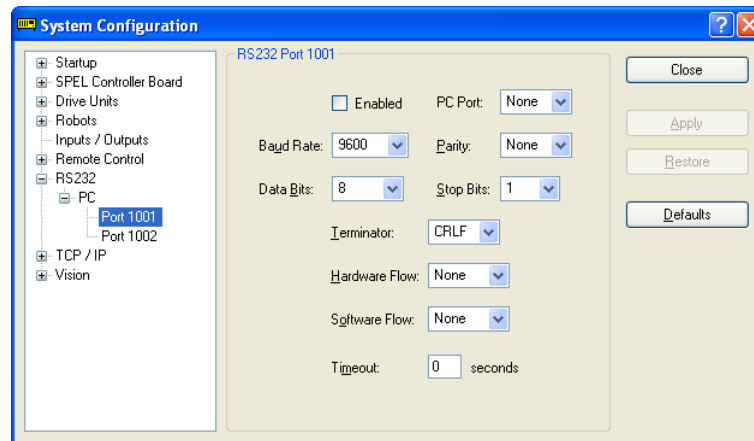 System Configuration
Startup
SPEL Controller Board
Drive Units
Robots
Inputs / Outputs
Remote Control
RS232
PC
Port 1001
Port 1002
TCP / IP
Vision
RS232 Port 1001
Enabled
PC Port: None
Baud Rate: 9600
Parity: None
Data Bits: 8
Stop Bits: 1
Terminator: CRLF
Hardware Flow: None
Software Flow: None
Timeout: 0 seconds
Close
Apply
Restore
Defaults